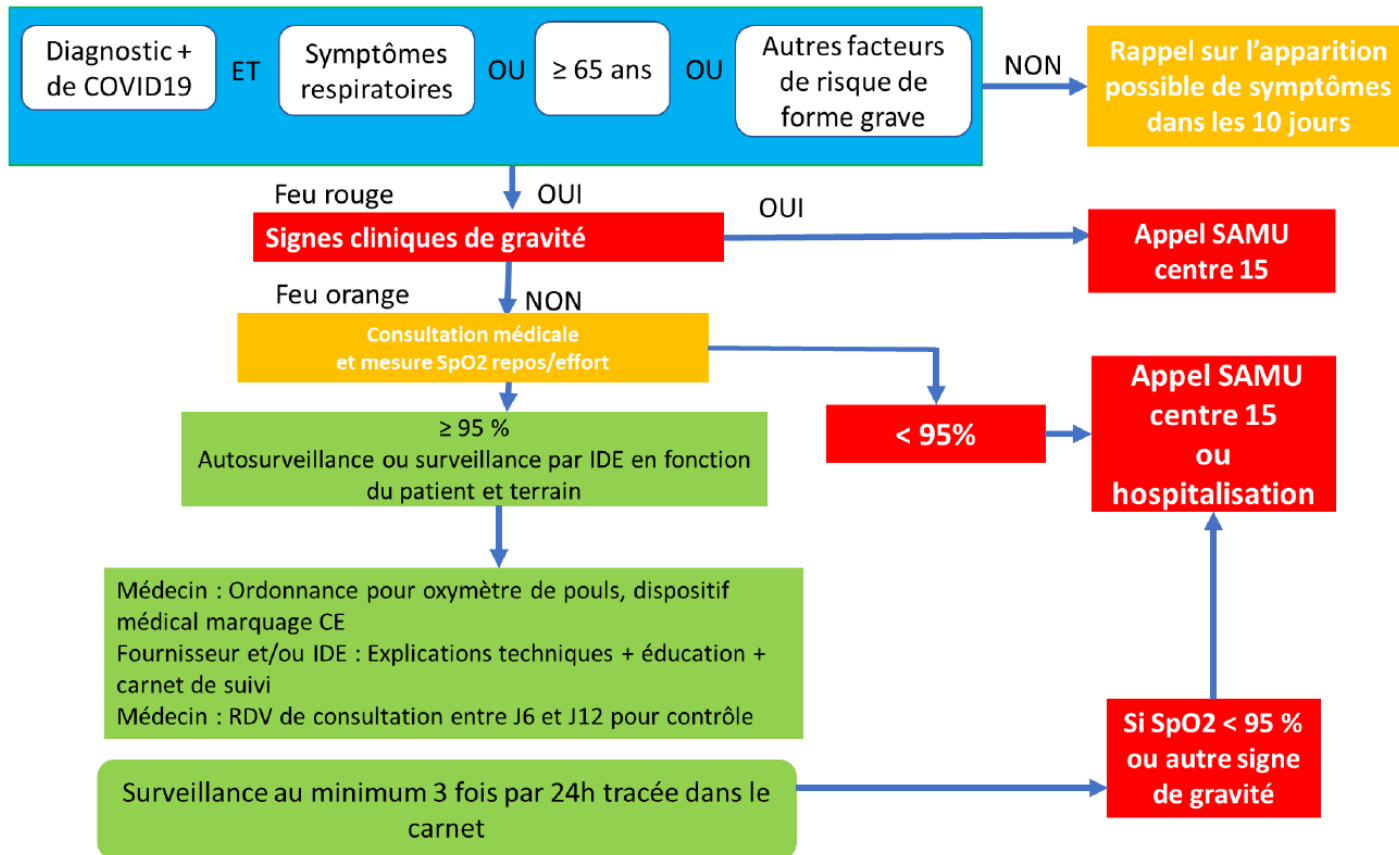 Diagnostic +
de COVID19
ET
Symptômes
respiratoires
OU
≥ 65 ans
OU
Autres facteurs
de risque de
forme grave
NON
Rappel sur l'apparition
possible de symptômes
dans les 10 jours
Feu rouge
OUI
Signes cliniques de gravité
OUI
Appel SAMU
centre 15
Feu orange
NON
Consultation médicale
et mesure SpO2 repos/effort
≥ 95 %
Autosurveillance ou surveillance par IDE en fonction
du patient et terrain
< 95%
Appel SAMU
centre 15
ou
hospitalisation
Médecin : Ordonnance pour oxymètre de pouls, dispositif
médical marquage CE
Fournisseur et/ou IDE : Explications techniques + éducation +
carnet de suivi
Médecin : RDV de consultation entre J6 et J12 pour contrôle
Si SpO2 < 95 %
ou autre signe
de gravité
Surveillance au minimum 3 fois par 24h tracée dans le
carnet